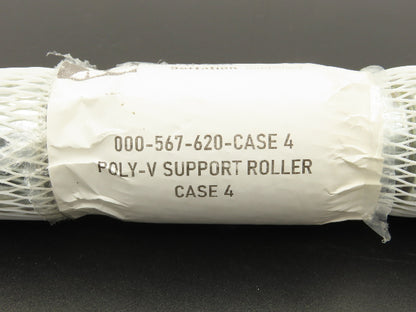 000-567-620-CASE 4
POLY-V SUPPORT ROLLER
CASE 4